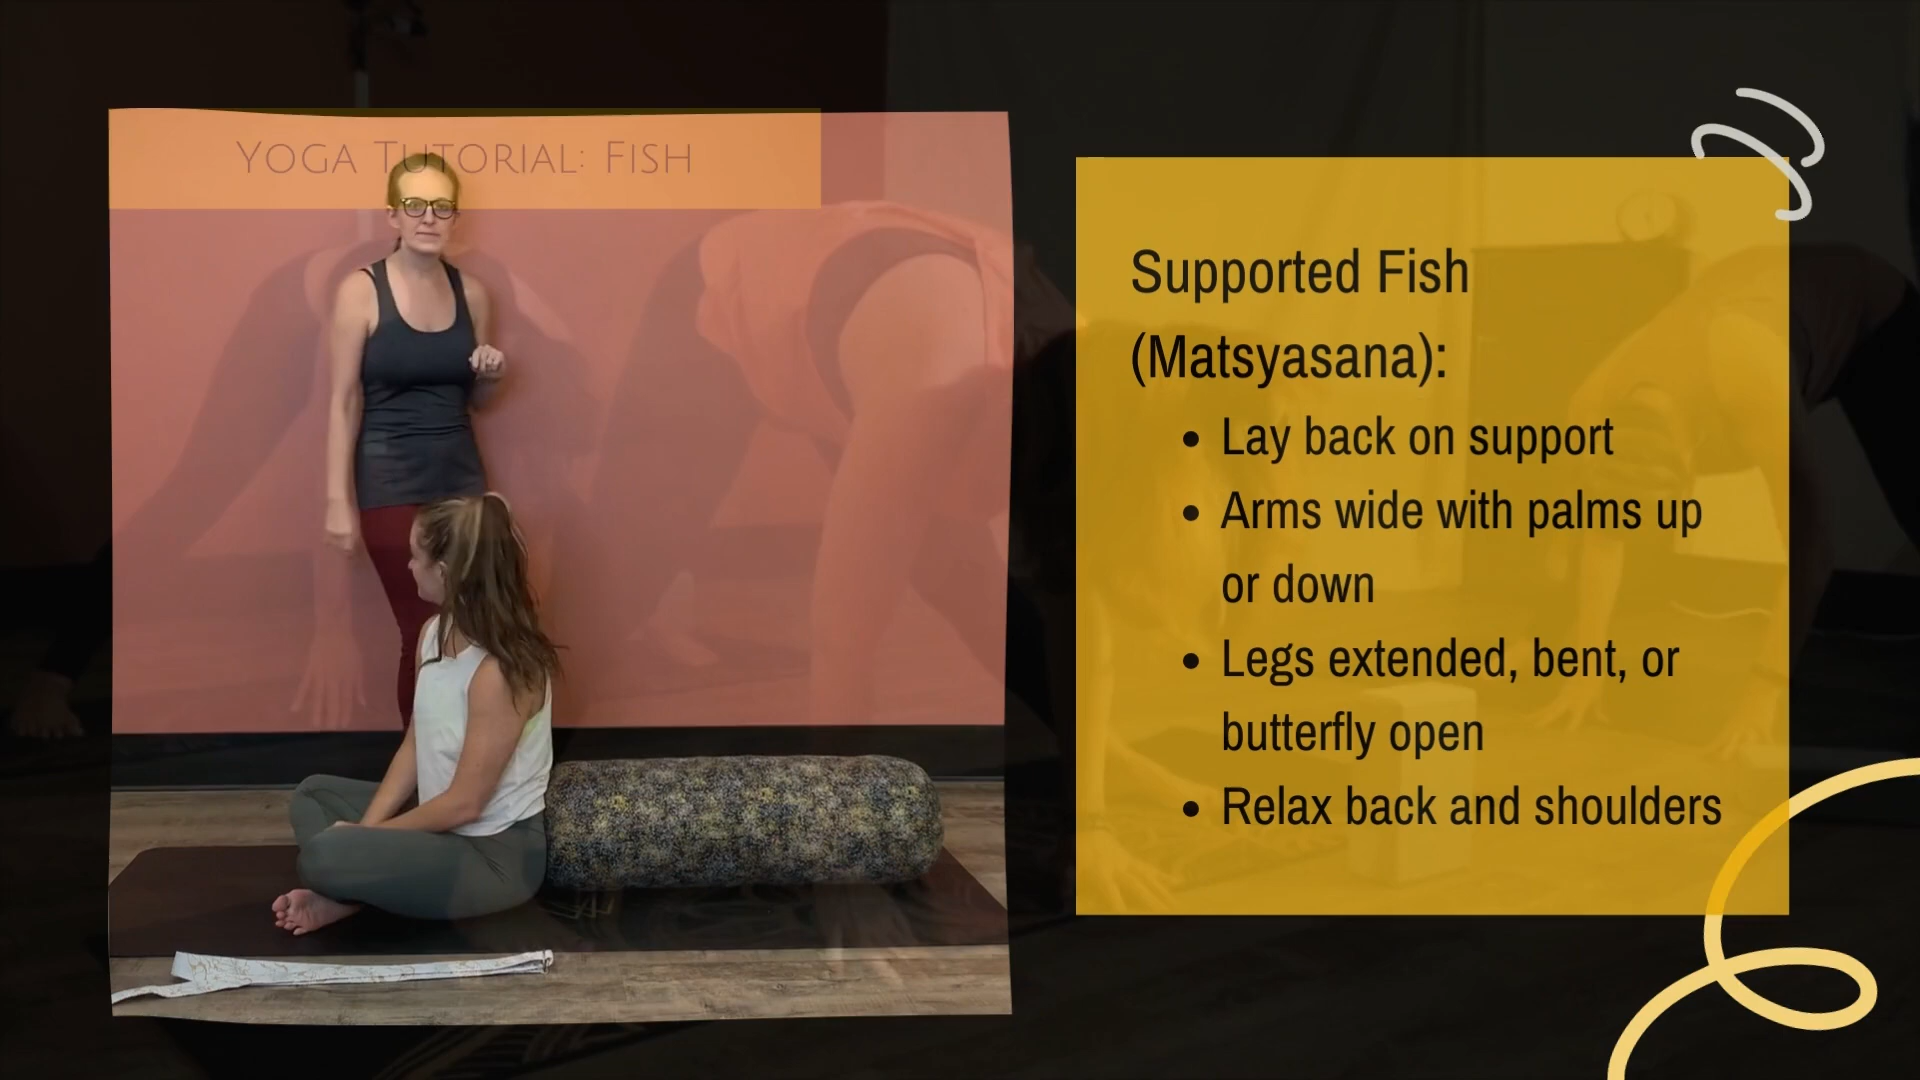 Yoga Tutorial: Fish
Supported Fish
(Matsyasana):
• Lay back on support
• Arms wide with palms up
or down
• Legs extended, bent, or
butterfly open
• Relax back and shoulders